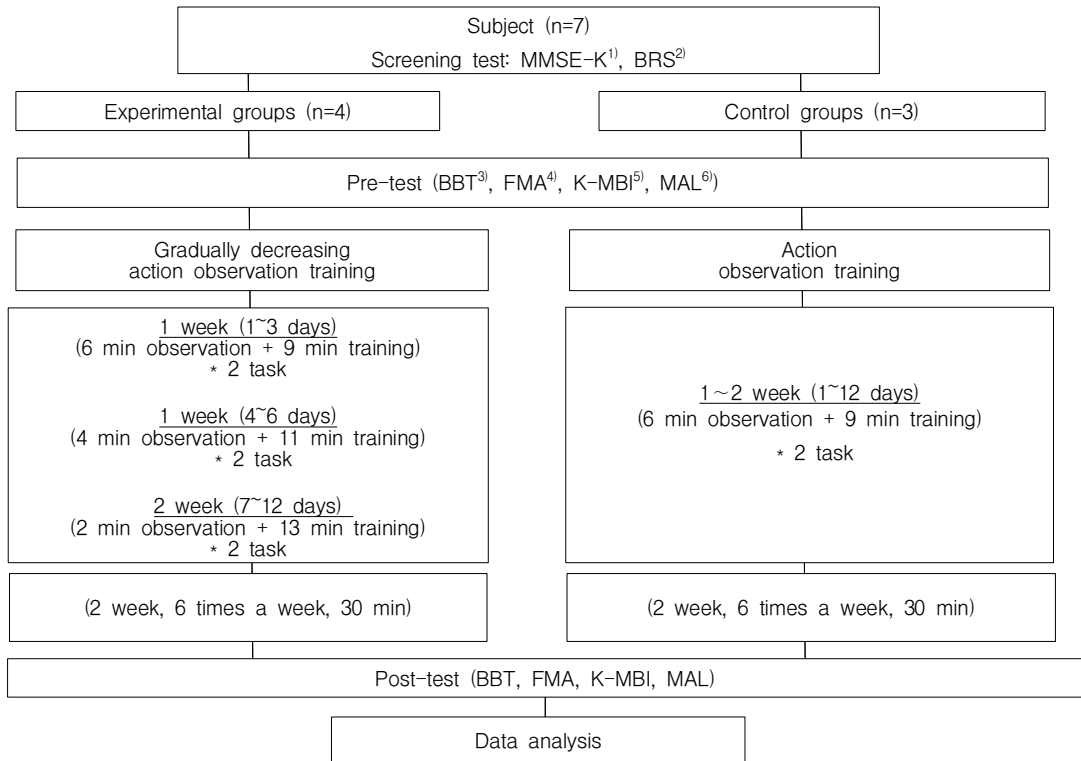 Subject (n=7)
Screening test: MMSE-K1), BRS2)
Experimental groups (n=4)
Control groups (n=3)
Pre-test (BBT3), FMA4), K-MBI5), MAL6))
Gradually decreasing
action observation training
Action
observation training
1 week (1~3 days)
(6 min observation + 9 min training)
* 2 task
1 week (4~6 days)
(4 min observation + 11 min training)
* 2 task
2 week (7~12 days)
(2 min observation + 13 min training)
* 2 task
1～2 week (1~12 days)
(6 min observation + 9 min training)
* 2 task
(2 week, 6 times a week, 30 min)
(2 week, 6 times a week, 30 min)
Post-test (BBT, FMA, K-MBI, MAL)
Data analysis